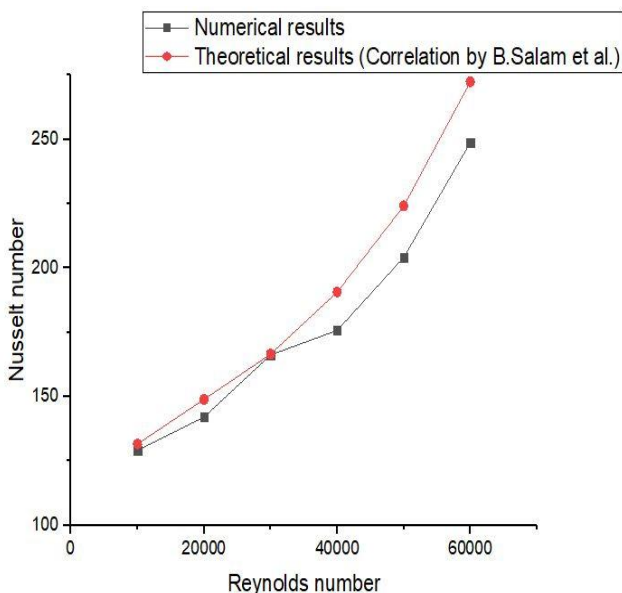 Numerical results
Theoretical results (Correlation by B.Salam et al.)
250
200
150
100
Nusselt number
0
20000
40000
60000
Reynolds number